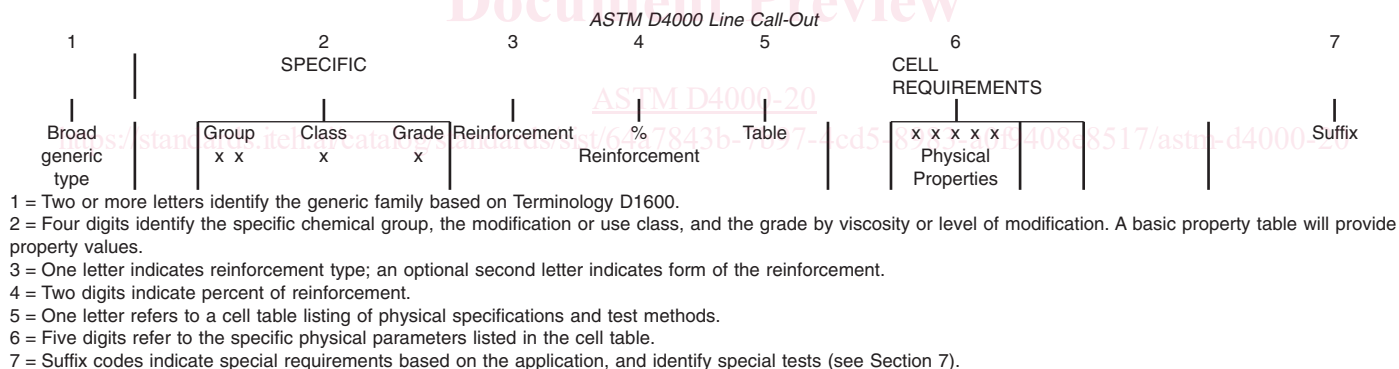 Document Preview
ASTM D4000 Line Call-Out
1 2 3 4 5 6 7
SPECIFIC CELL
REQUIREMENTS
ASTM D4000-20
Broad Group Class Grade Reinforcement % Table x x x x x Suffix
generic x x x x Reinforcement Physical
type Properties
1 = Two or more letters identify the generic family based on Terminology D1600.
2 = Four digits identify the specific chemical group, the modification or use class, and the grade by viscosity or level of modification. A basic property table will provide
property values.
3 = One letter indicates reinforcement type; an optional second letter indicates form of the reinforcement.
4 = Two digits indicate percent of reinforcement.
5 = One letter refers to a cell table listing of physical specifications and test methods.
6 = Five digits refer to the specific physical parameters listed in the cell table.
7 = Suffix codes indicate special requirements based on the application, and identify special tests (see Section 7).